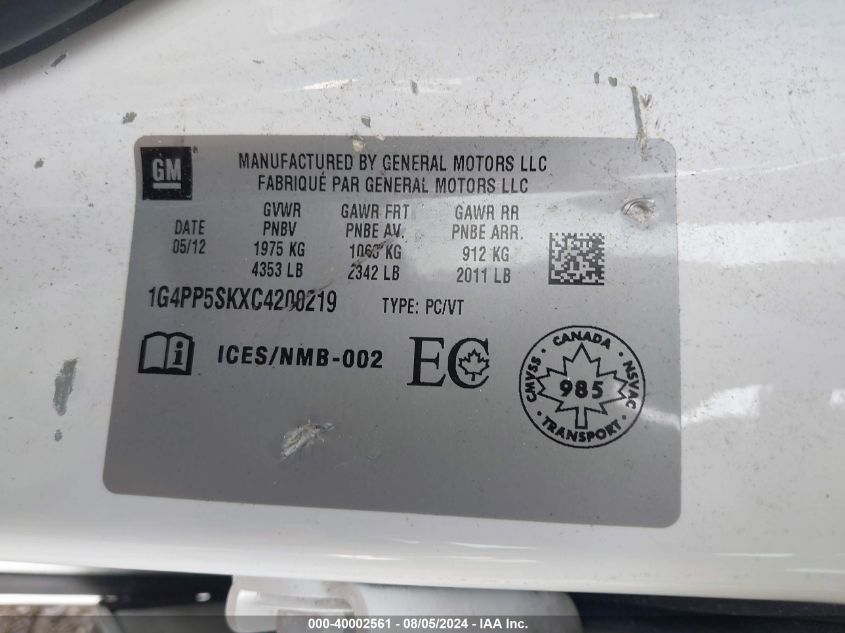 GM
MANUFACTURED BY GENERAL MOTORS LLC
FABRIQUÉ PAR GENERAL MOTORS LLC
GVWR GAWR FRT GAWR RR
DATE PNBV PNBE AV. PNBE ARR.
05/12 1975 KG 1063 KG 912 KG
4353 LB 2342 LB 2011 LB
1G4PP5SKXC4200219 TYPE: PC/VT
ICES/NMB-002 EC
CANADA
CMVSS 985 NSVAC
TRANSPORT
000-40002561 - 08/05/2024 - IAA Inc.